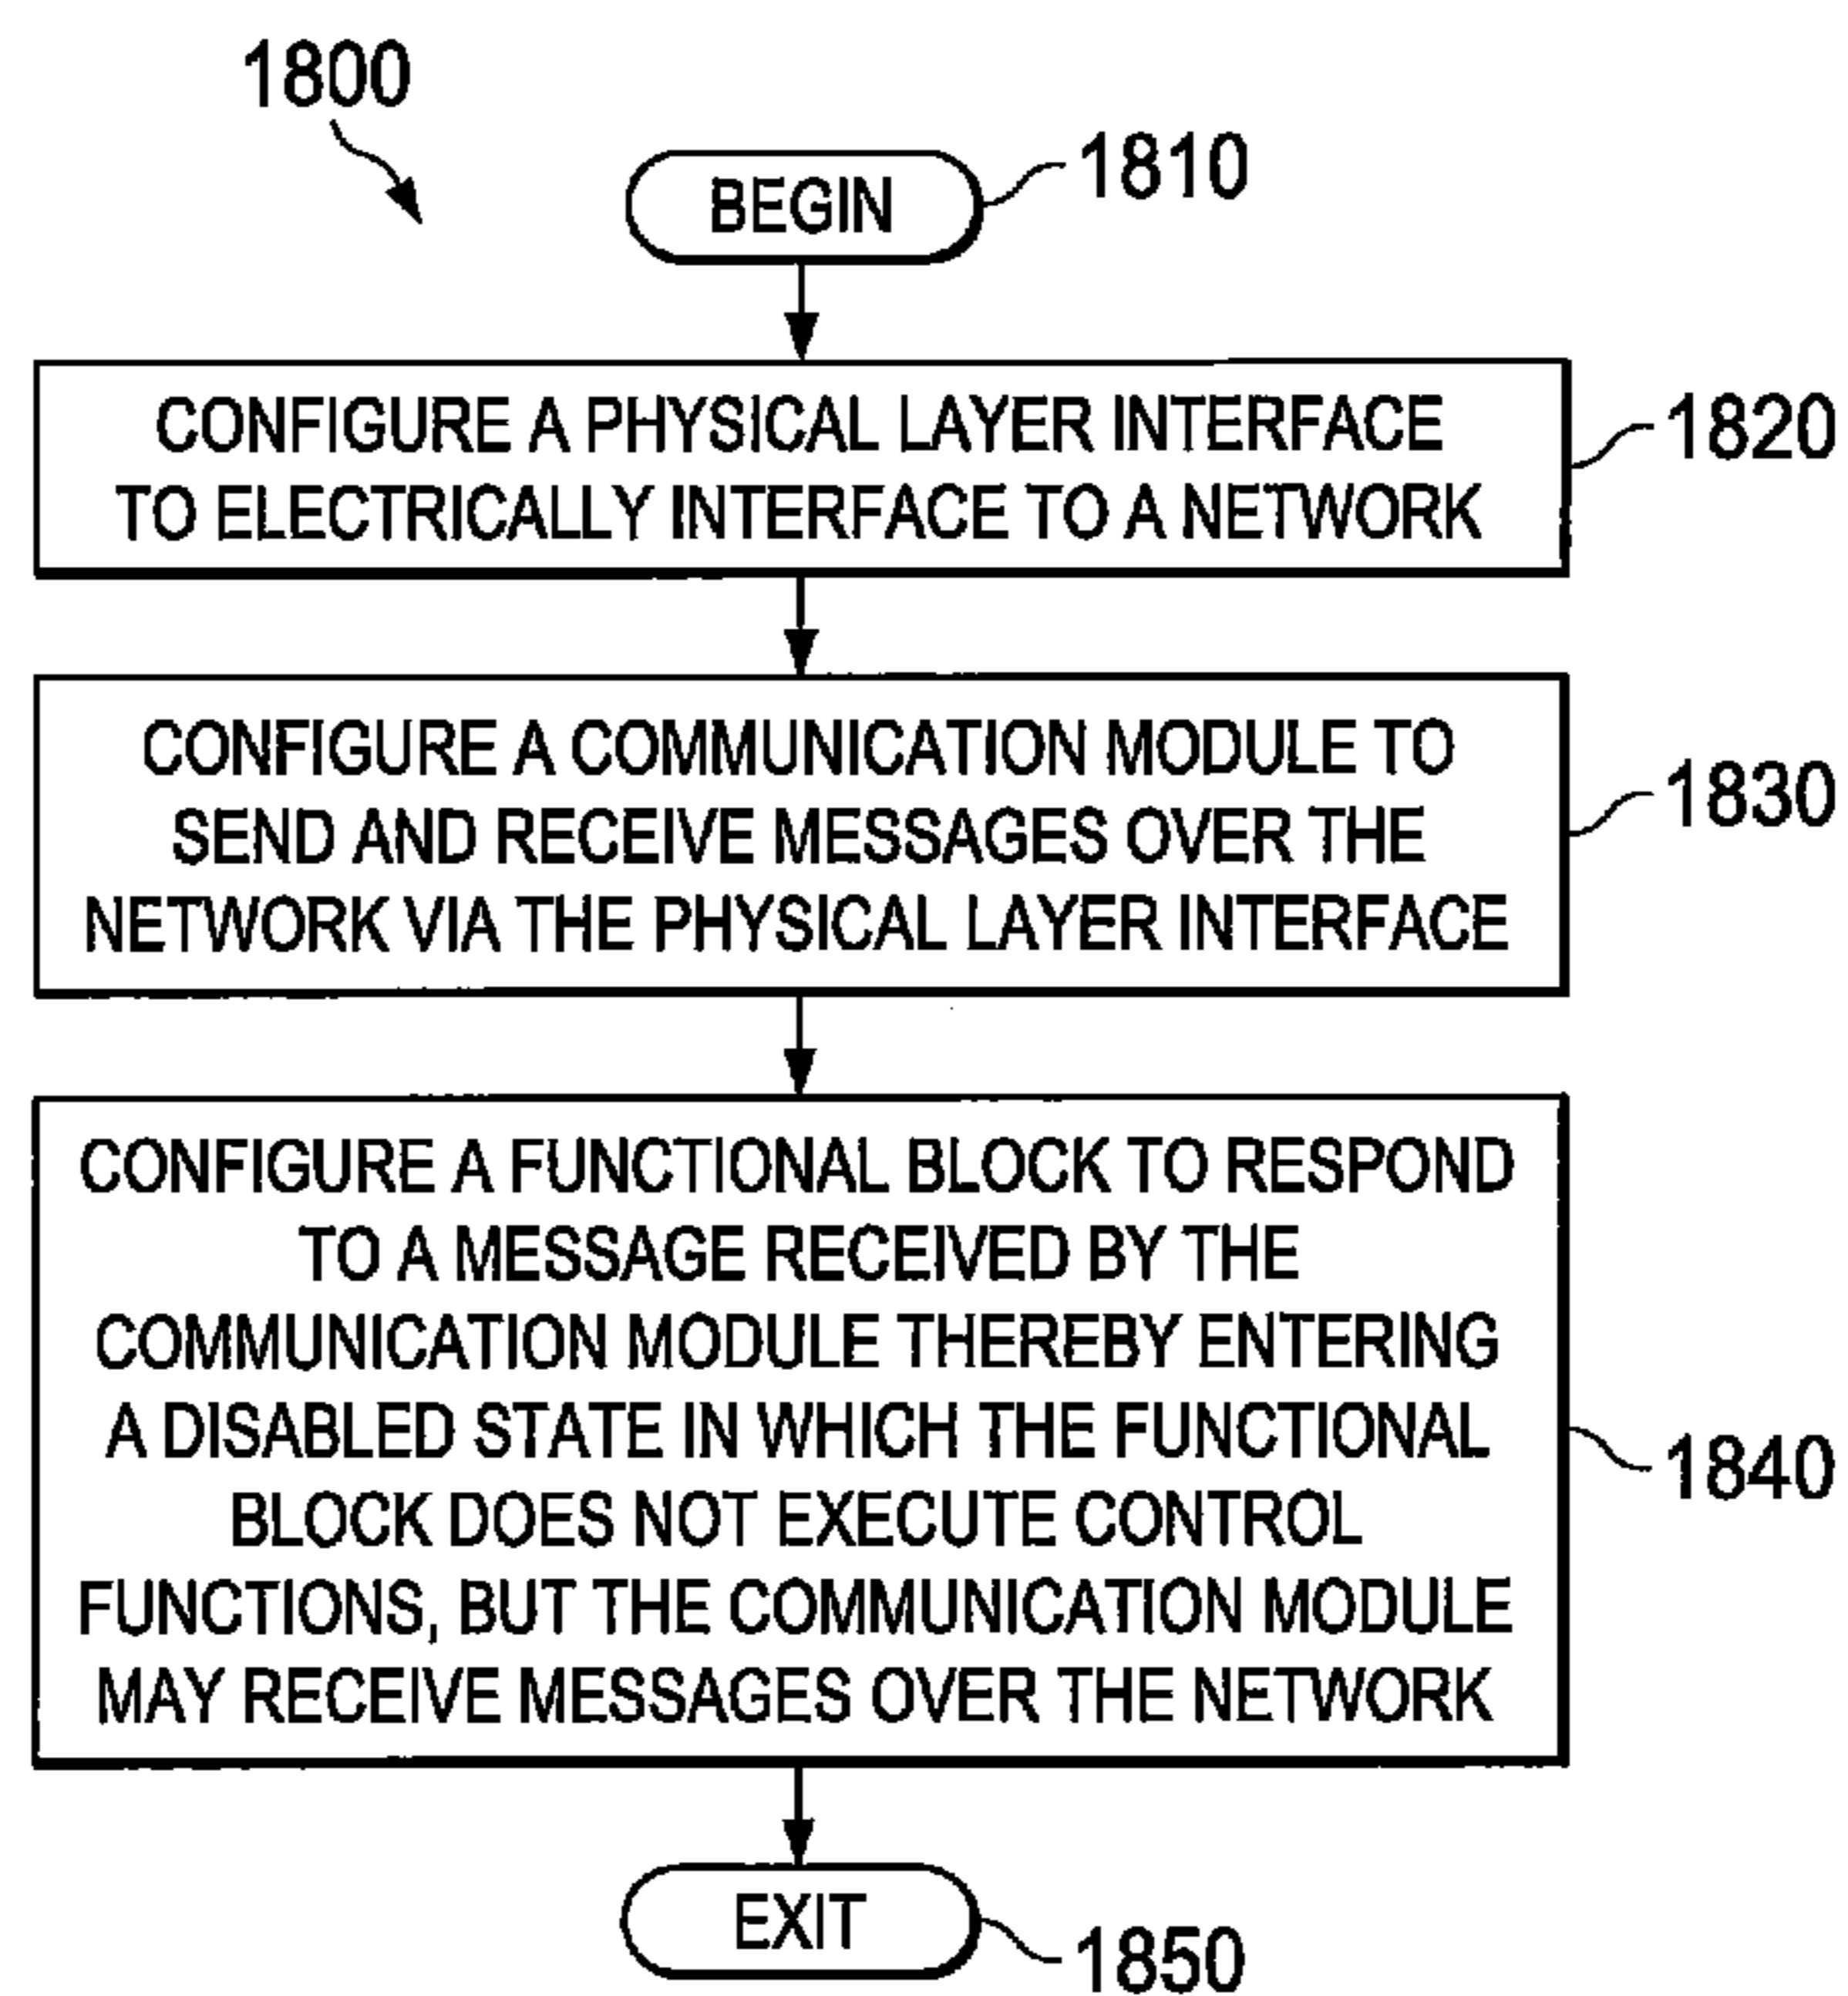 1800
BEGIN
1810
CONFIGURE A PHYSICAL LAYER INTERFACE
TO ELECTRICALLY INTERFACE TO A NETWORK
1820
CONFIGURE A COMMUNICATION MODULE TO
SEND AND RECEIVE MESSAGES OVER THE
NETWORK VIA THE PHYSICAL LAYER INTERFACE
1830
CONFIGURE A FUNCTIONAL BLOCK TO RESPOND
TO A MESSAGE RECEIVED BY THE
COMMUNICATION MODULE THEREBY ENTERING
A DISABLED STATE IN WHICH THE FUNCTIONAL
BLOCK DOES NOT EXECUTE CONTROL
FUNCTIONS, BUT THE COMMUNICATION MODULE
MAY RECEIVE MESSAGES OVER THE NETWORK
1840
EXIT
1850